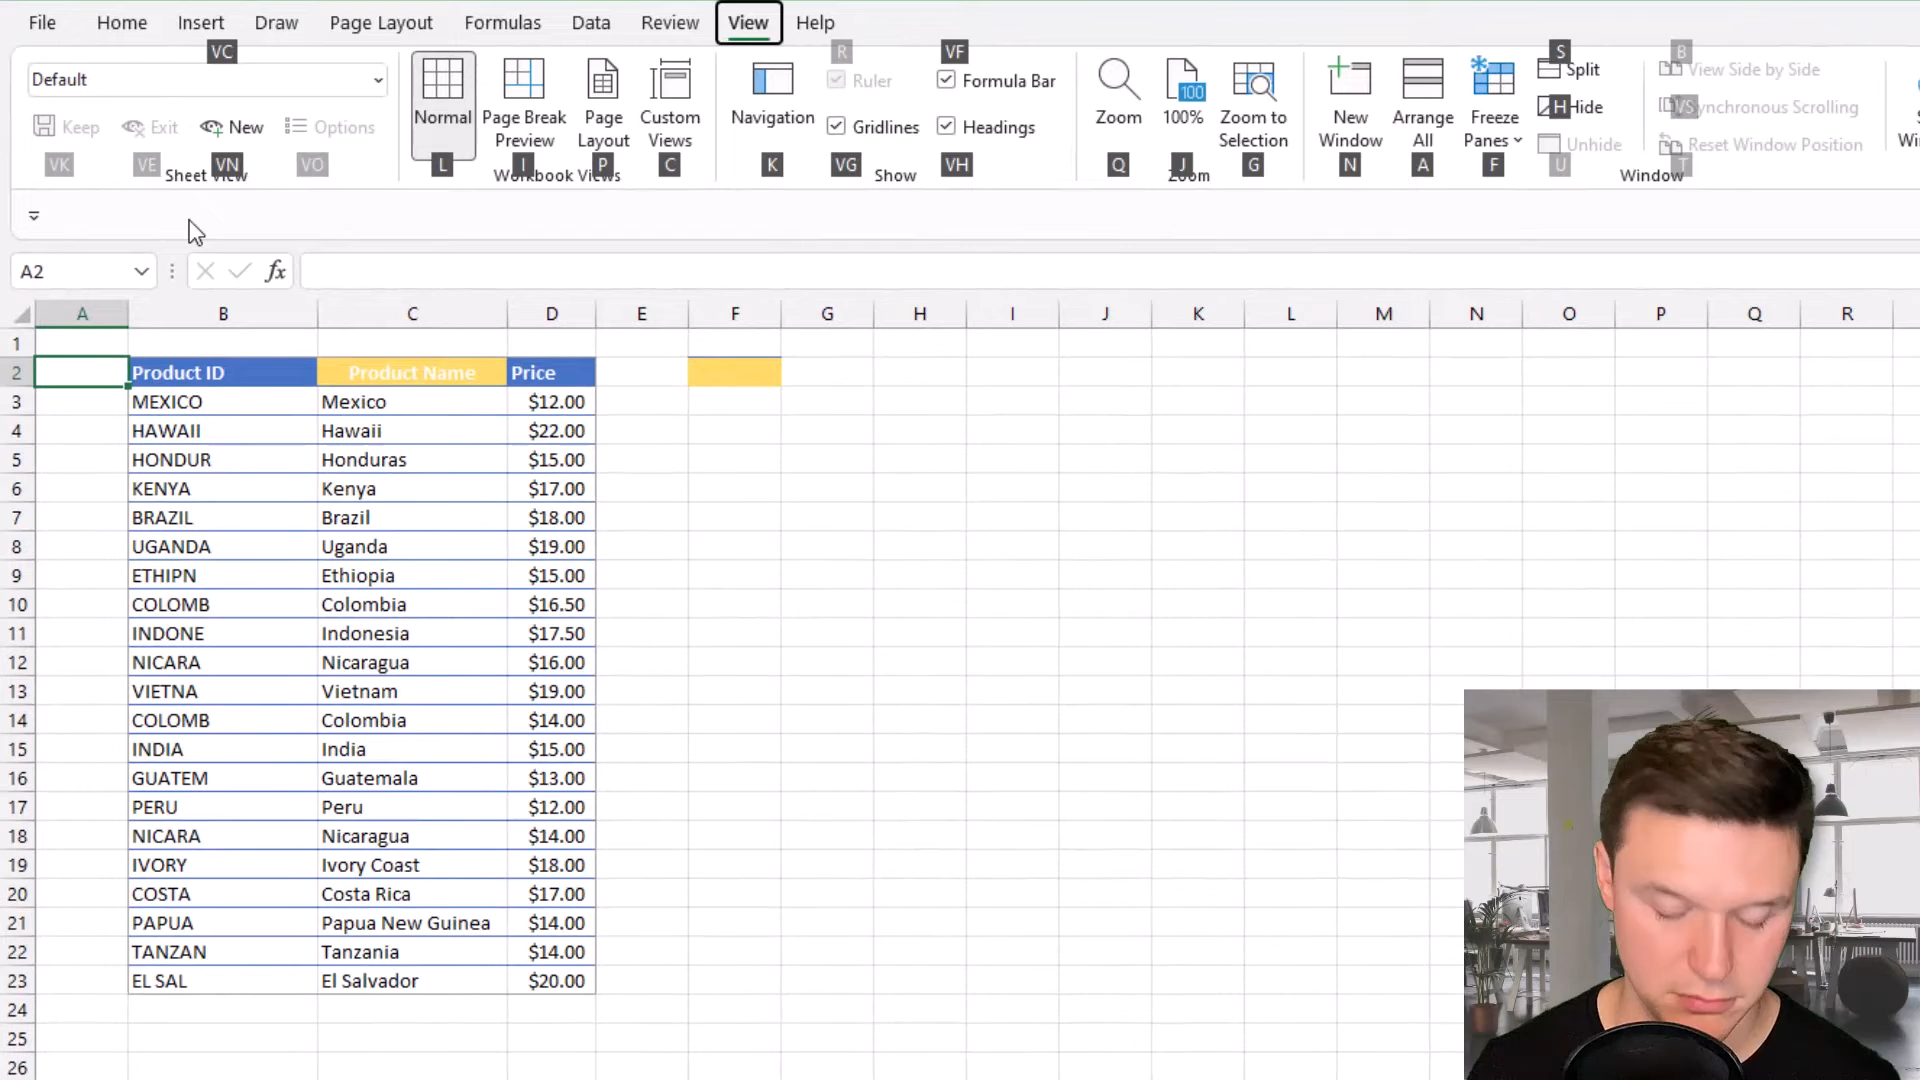 File Home Insert Draw Page Layout Formulas Data Review View Help
VC R VF S B
Default
Ruler Formula Bar Split View Side by Side
Keep Exit New Options
Normal Page Break Preview Page Layout Custom Views
Navigation Gridlines Headings
Zoom 100 100% Zoom to Selection
New Window Arrange All Freeze Panes H Hide Unhide
VS Synchronous Scrolling
Reset Window Position
VK VE VN VO L I P C K VG VH Q J G N A F U T
Sheet View Workbook Views Show Zoom Window
A2 fx
A B C D E F G H I J K L M N O P Q R
1
2 Product ID Product Name Price
3 MEXICO Mexico $12.00
4 HAWAII Hawaii $22.00
5 HONDUR Honduras $15.00
6 KENYA Kenya $17.00
7 BRAZIL Brazil $18.00
8 UGANDA Uganda $19.00
9 ETHIPN Ethiopia $15.00
10 COLOMB Colombia $16.50
11 INDONE Indonesia $17.50
12 NICARA Nicaragua $16.00
13 VIETNA Vietnam $19.00
14 COLOMB Colombia $14.00
15 INDIA India $15.00
16 GUATEM Guatemala $13.00
17 PERU Peru $12.00
18 NICARA Nicaragua $14.00
19 IVORY Ivory Coast $18.00
20 COSTA Costa Rica $17.00
21 PAPUA Papua New Guinea $14.00
22 TANZAN Tanzania $14.00
23 EL SAL El Salvador $20.00
24
25
26